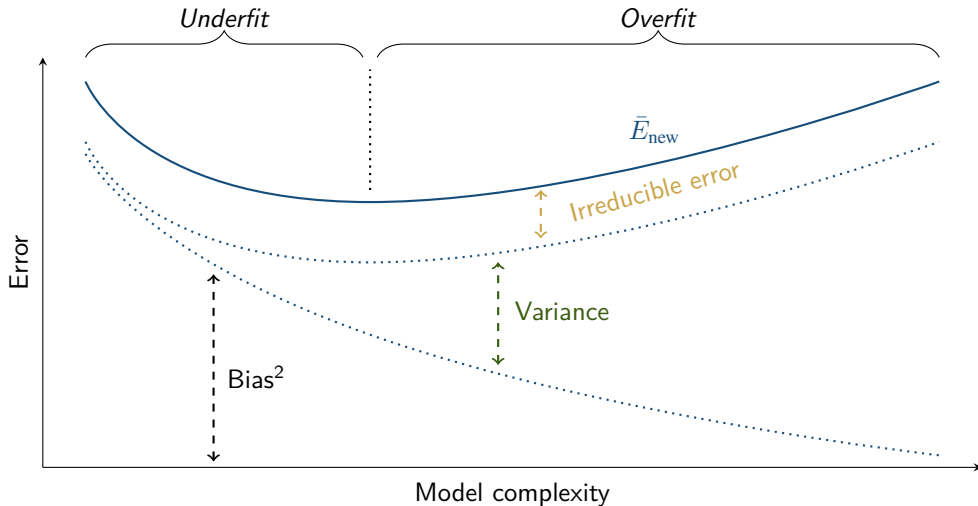 Underfit
Overfit
Ē_new
Irreducible error
Error
Variance
Bias²
Model complexity